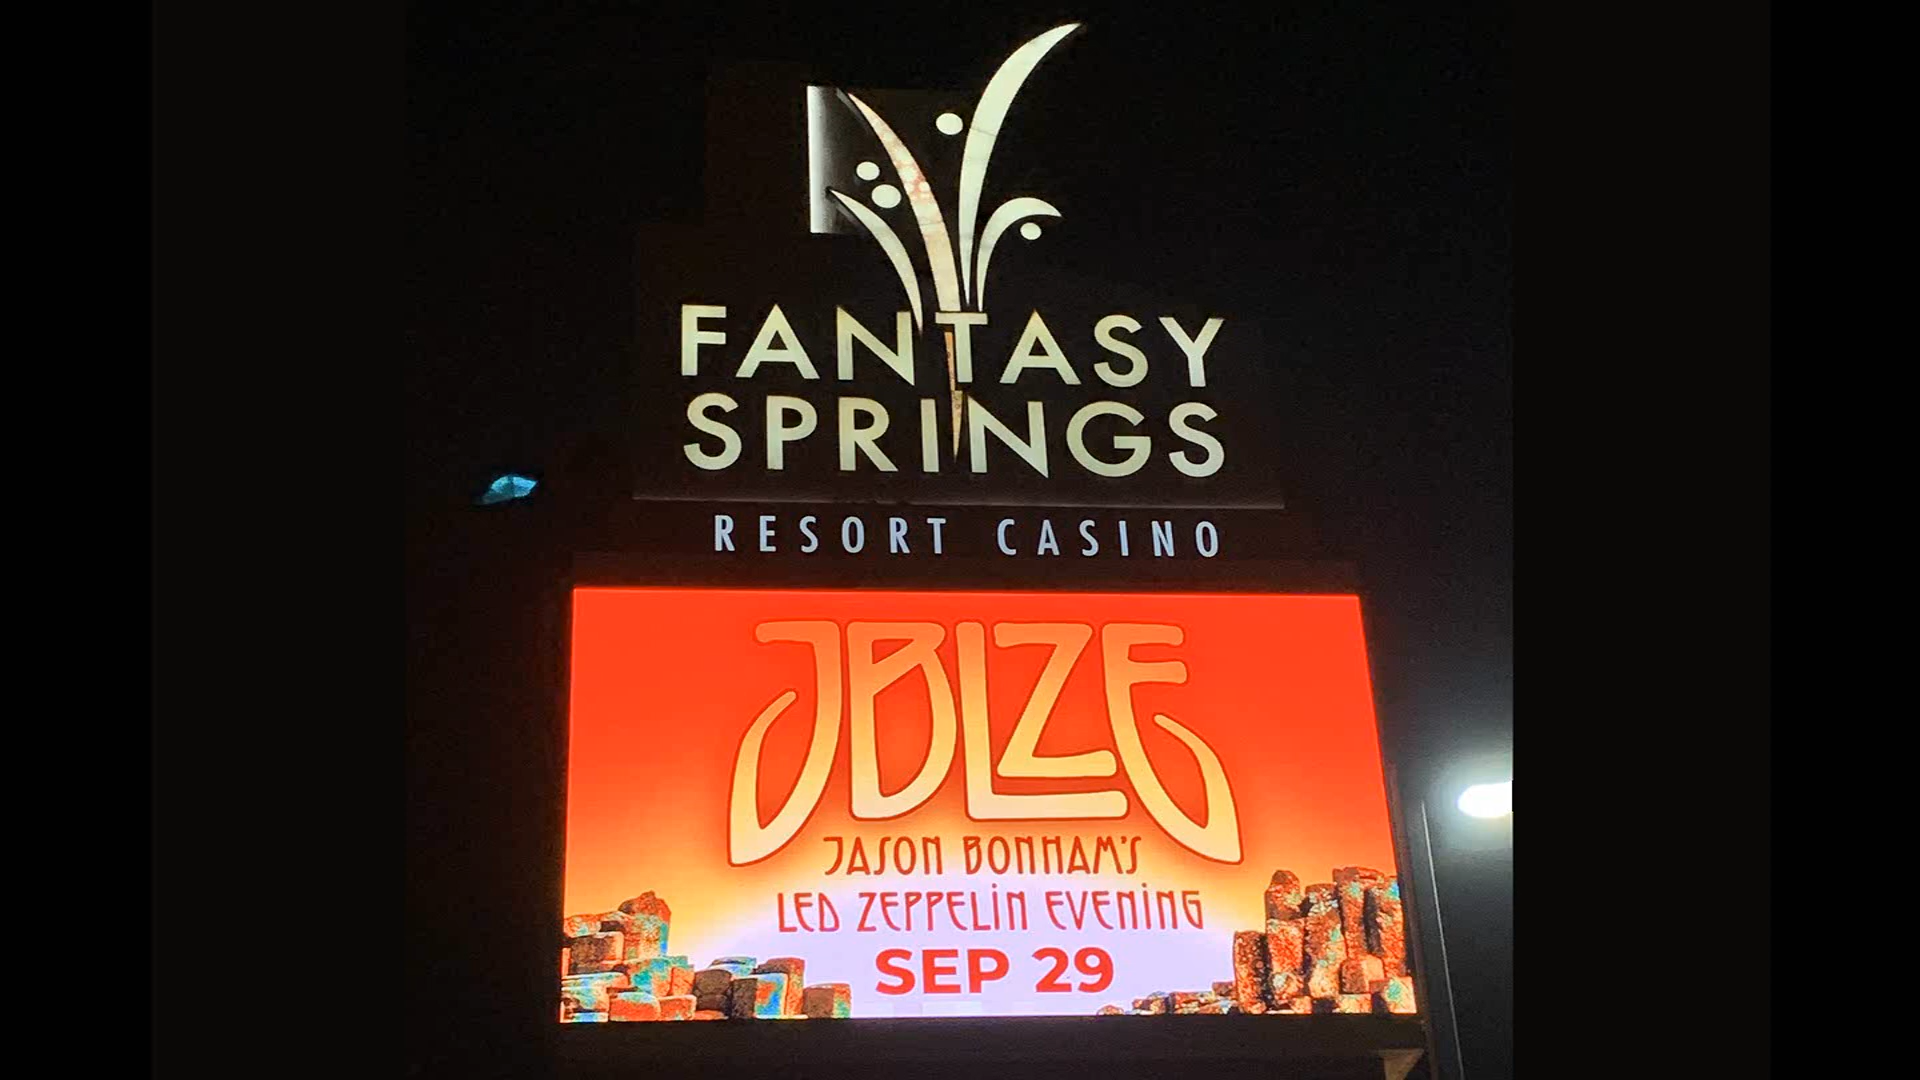 FANTASY
SPRINGS
RESORT CASINO
JBLZE
JASON BONHAM'S
LED ZEPPELIN EVENING
SEP 29